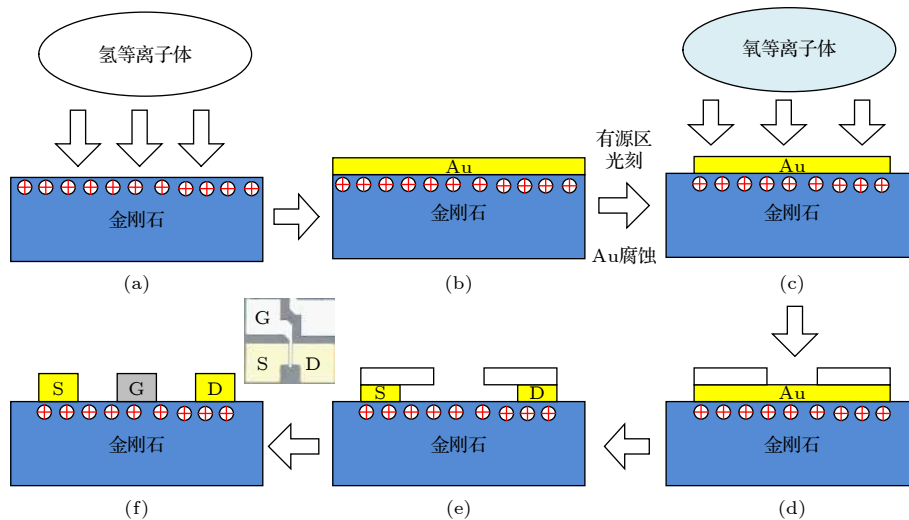 氢等离子体
金刚石
(a)
Au
金刚石
(b)
有源区
光刻
Au腐蚀
氧等离子体
Au
金刚石
(c)
Au
金刚石
(d)
S
D
金刚石
(e)
G
S
D
S
G
D
金刚石
(f)